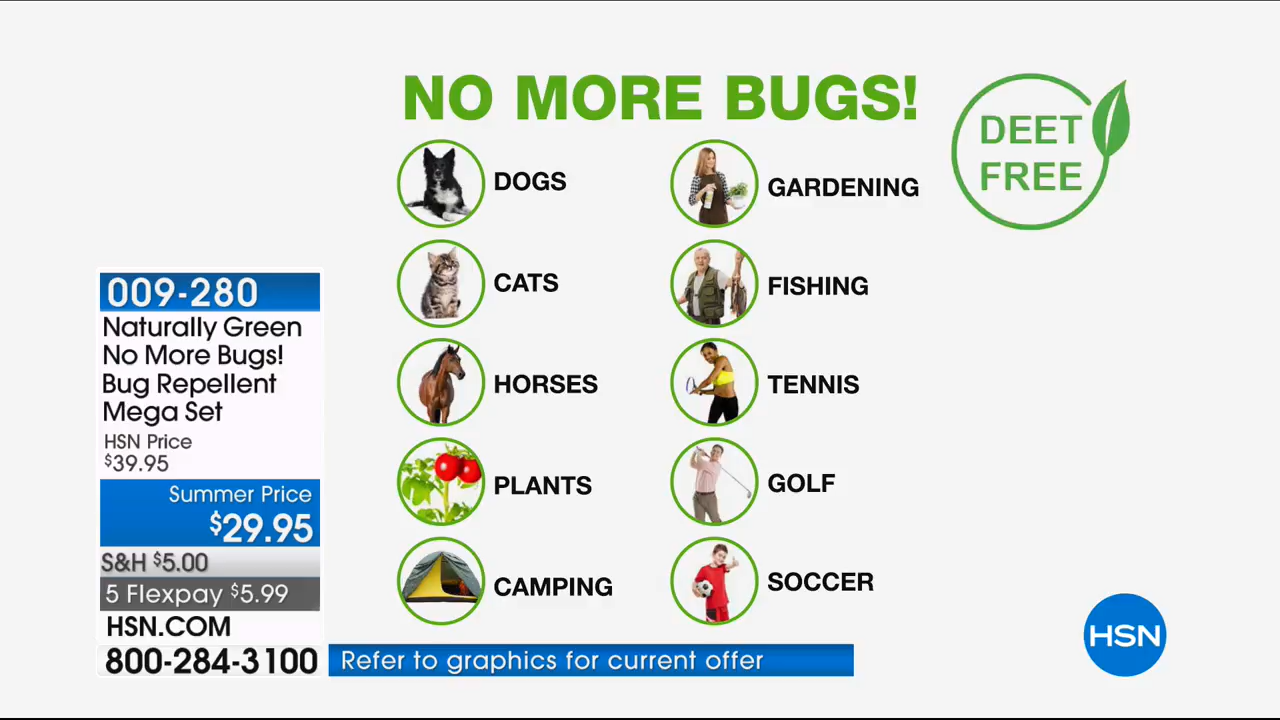 NO MORE BUGS!
DEET
FREE
DOGS
GARDENING
CATS
FISHING
HORSES
TENNIS
PLANTS
GOLF
CAMPING
SOCCER
009-280
Naturally Green
No More Bugs!
Bug Repellent
Mega Set
HSN Price
$39.95
Summer Price
$29.95
S&H $5.00
5 Flexpay $5.99
HSN.COM
800-284-3100
Refer to graphics for current offer
HSN